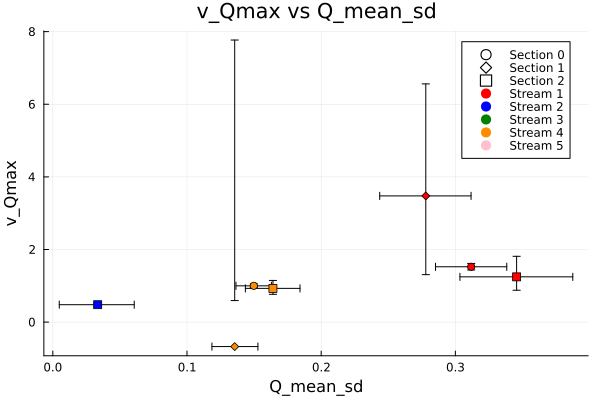 v_Qmax vs Q_mean_sd
8
6
4
2
0
v_Qmax
0.0
0.1
0.2
0.3
Q_mean_sd
Section 0
Section 1
Section 2
Stream 1
Stream 2
Stream 3
Stream 4
Stream 5